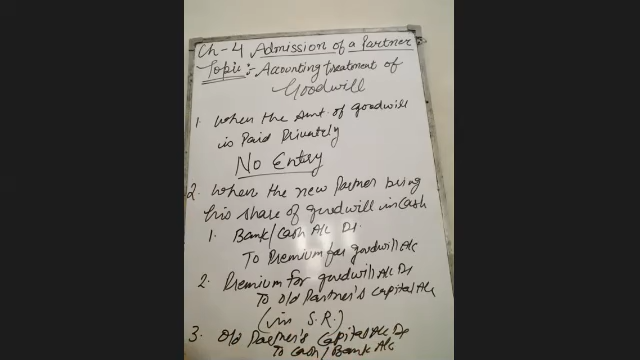 Ch-4 Admission of a Partner
Topic:- Accounting treatment of
Goodwill
1. When the Amt. of goodwill
is Paid Privately
No Entry
2. When the new Partner bring
his share of goodwill in cash
1. Bank/Cash A/c Dr.
To Premium for goodwill A/c
2. Premium for goodwill A/c Dr
To Old Partner's Capital A/c
(in S.R.)
3. Old Partner's Capital A/c Dr
To Cash/Bank A/c